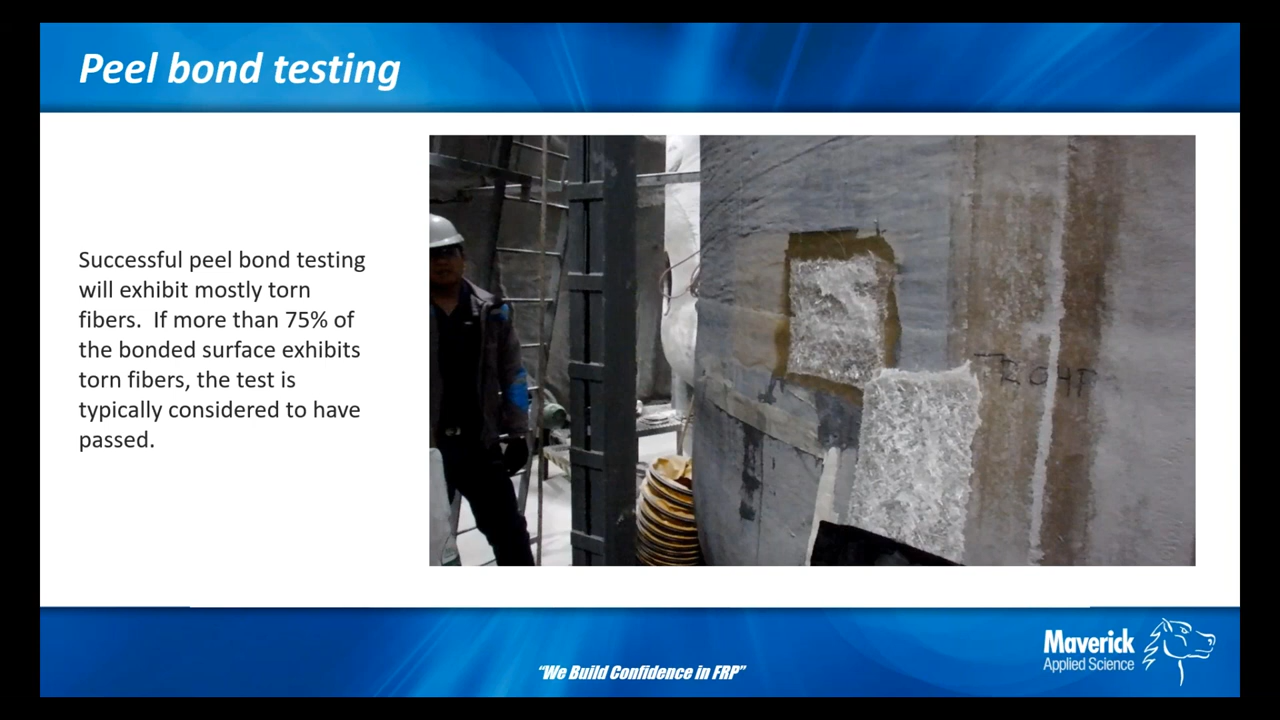 Peel bond testing
Successful peel bond testing
will exhibit mostly torn
fibers.  If more than 75% of
the bonded surface exhibits
torn fibers, the test is
typically considered to have
passed.
“We Build Confidence in FRP”
Maverick
Applied Science